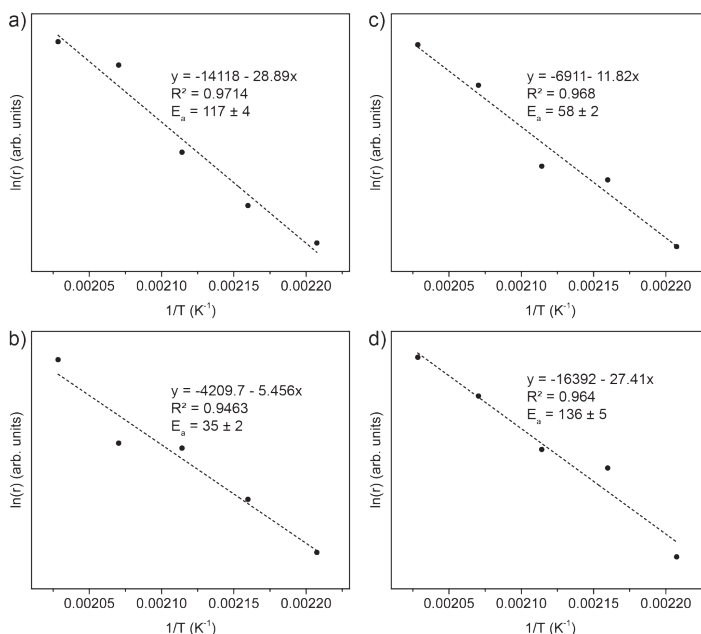 a)
y = -14118 - 28.89x
R² = 0.9714
Eₐ = 117 ± 4
ln(r) (arb. units)
0.00205 0.00210 0.00215 0.00220
1/T (K⁻¹)
c)
y = -6911 - 11.82x
R² = 0.968
Eₐ = 58 ± 2
ln(r) (arb. units)
0.00205 0.00210 0.00215 0.00220
1/T (K⁻¹)
b)
y = -4209.7 - 5.456x
R² = 0.9463
Eₐ = 35 ± 2
ln(r) (arb. units)
0.00205 0.00210 0.00215 0.00220
1/T (K⁻¹)
d)
y = -16392 - 27.41x
R² = 0.964
Eₐ = 136 ± 5
ln(r) (arb. units)
0.00205 0.00210 0.00215 0.00220
1/T (K⁻¹)